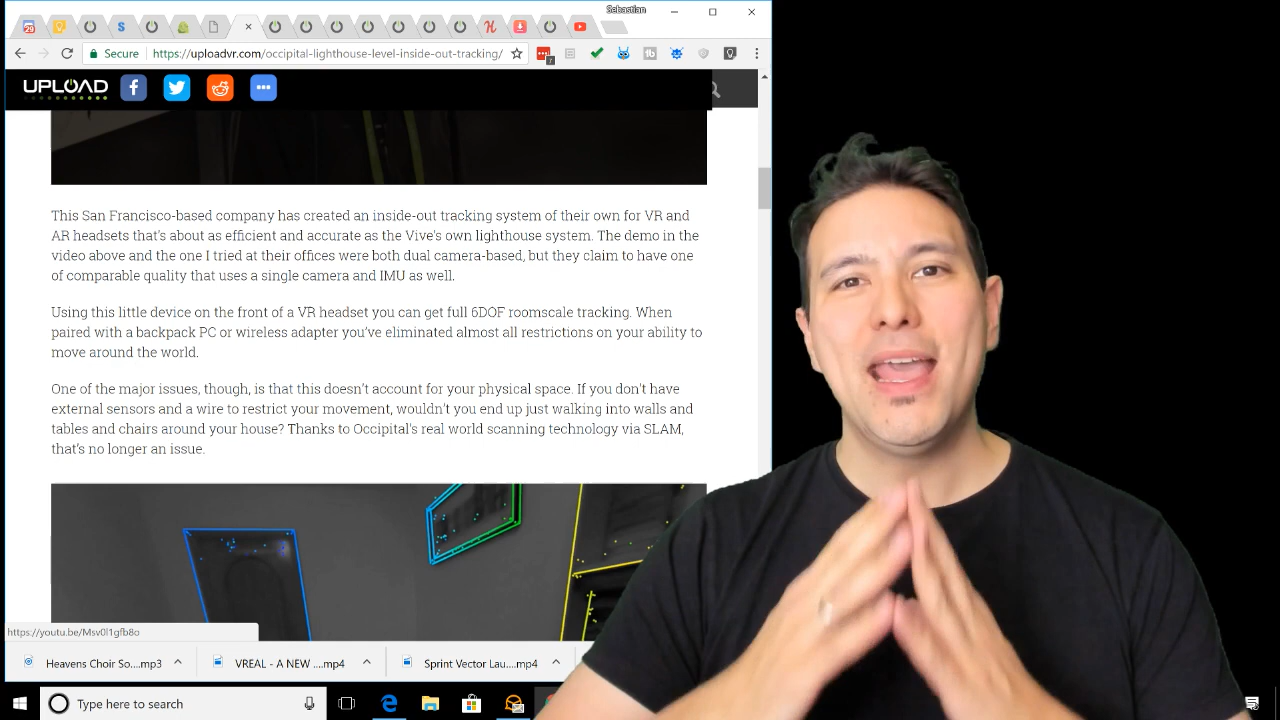 Sebastian
29
Secure
https://uploadvr.com/occipital-lighthouse-level-inside-out-tracking/
7
UPLOAD
This San Francisco-based company has created an inside-out tracking system of their own for VR and
AR headsets that's about as efficient and accurate as the Vive's own lighthouse system. The demo in the
video above and the one I tried at their offices were both dual camera-based, but they claim to have one
of comparable quality that uses a single camera and IMU as well.
Using this little device on the front of a VR headset you can get full 6DOF roomscale tracking. When
paired with a backpack PC or wireless adapter you've eliminated almost all restrictions on your ability to
move around the world.
One of the major issues, though, is that this doesn't account for your physical space. If you don't have
external sensors and a wire to restrict your movement, wouldn't you end up just walking into walls and
tables and chairs around your house? Thanks to Occipital's real world scanning technology via SLAM,
that's no longer an issue.
https://youtu.be/Msv0l1gfb8o
Heavens Choir So....mp3
VREAL - A NEW ....mp4
Sprint Vector Lau....mp4
Type here to search